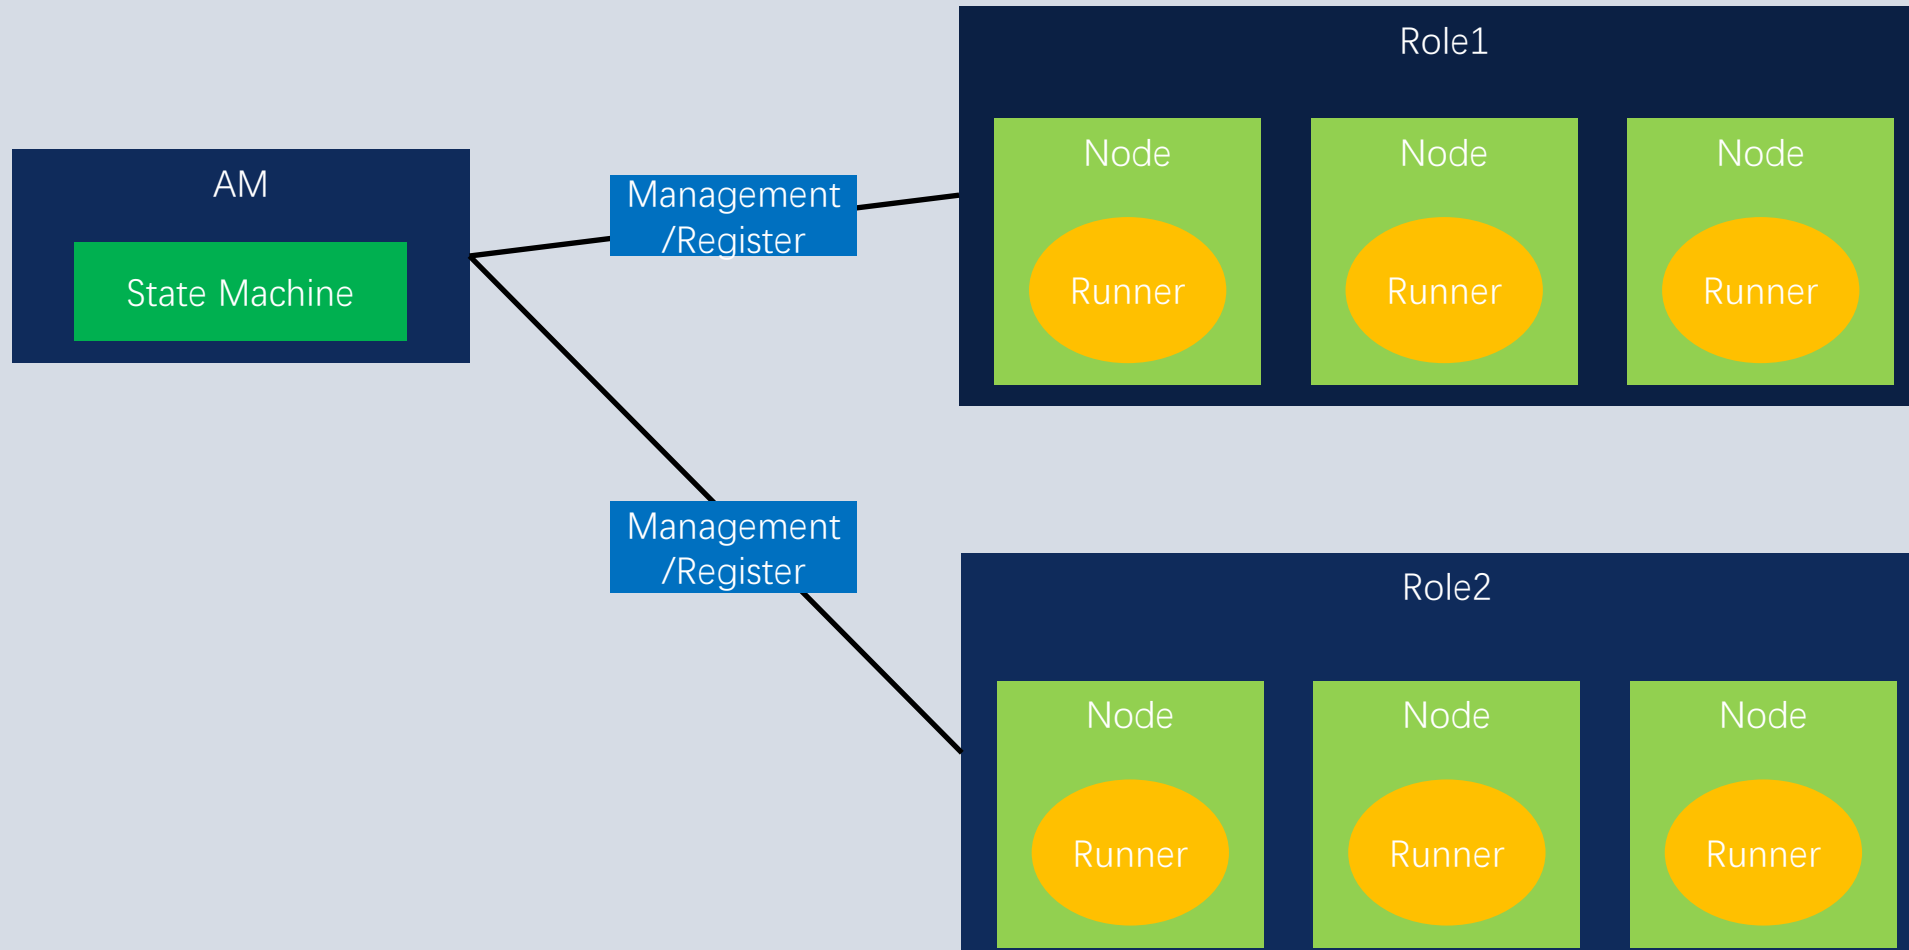 AM
State Machine
Management
/Register
Role1
Node
Runner
Node
Runner
Node
Runner
Management
/Register
Role2
Node
Runner
Node
Runner
Node
Runner